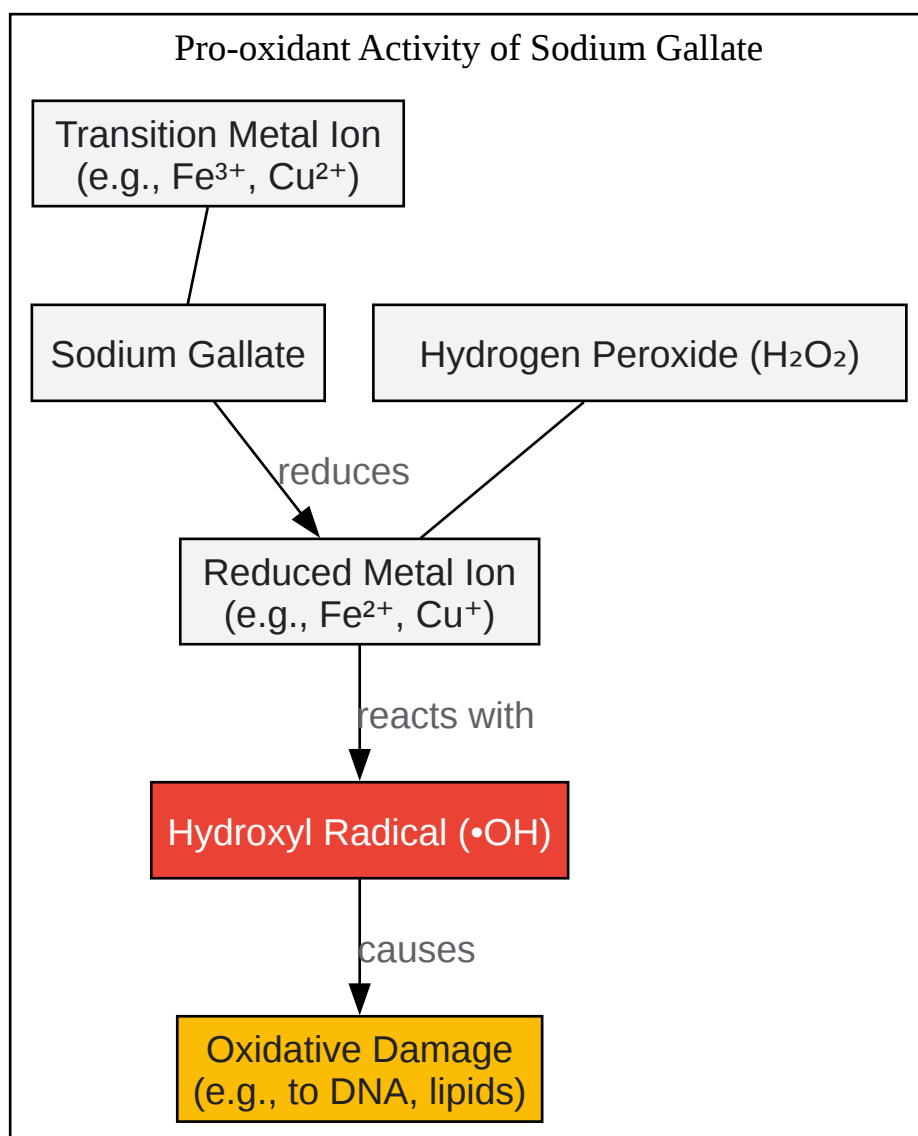 Pro-oxidant Activity of Sodium Gallate
Transition Metal Ion
(e.g., Fe³⁺, Cu²⁺)
Sodium Gallate
Hydrogen Peroxide (H₂O₂)
reduces
Reduced Metal Ion
(e.g., Fe²⁺, Cu⁺)
reacts with
Hydroxyl Radical (•OH)
causes
Oxidative Damage
(e.g., to DNA, lipids)